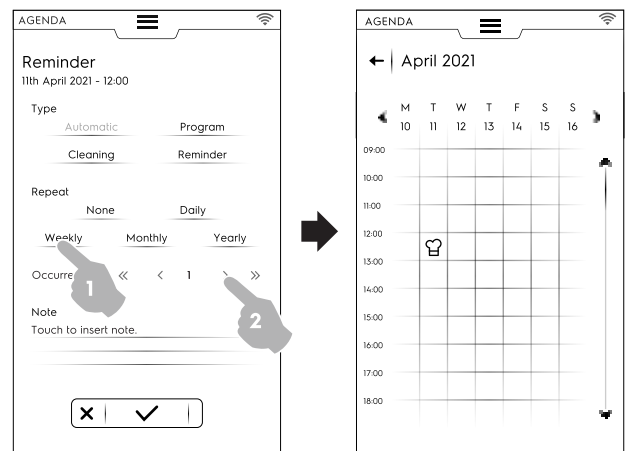 AGENDA
Reminder
11th April 2021 - 12:00
Type
Automatic Program
Cleaning Reminder
Repeat
None Daily
Weekly Monthly Yearly
Occurre « < 1 > »
1
2
Note
Touch to insert note.
AGENDA
April 2021
M T W T F S S
10 11 12 13 14 15 16
09:00
10:00
11:00
12:00
13:00
14:00
15:00
16:00
17:00
18:00